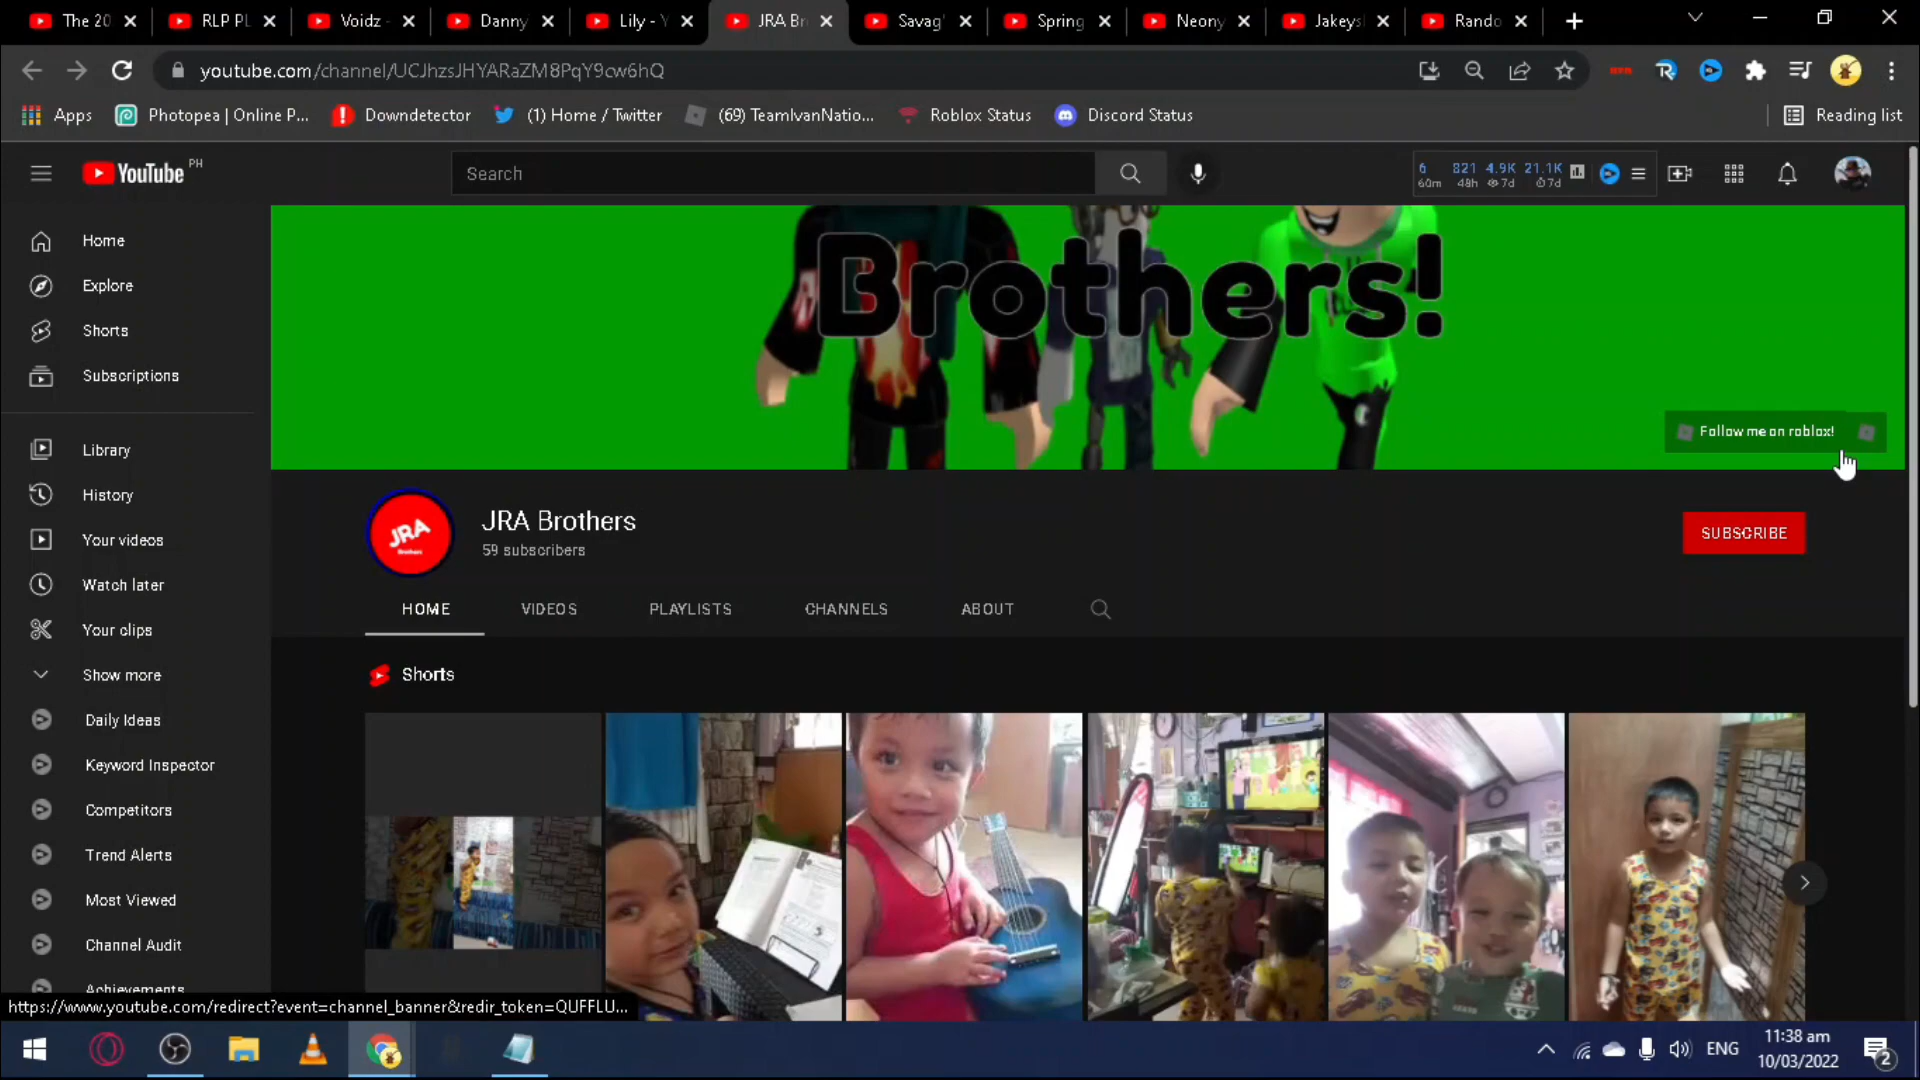 The 20
RLP PL
Voidz -
Danny
Lily - Y
JRA Br
Savag'
Spring
Neony
Jakeys
Rando
youtube.com/channel/UCJhzsJHYARaZM8PqY9cw6hQ
Apps
Photopea | Online P...
Downdetector
(1) Home / Twitter
(69) TeamIvanNatio...
Roblox Status
Discord Status
Reading list
YouTube PH
Search
6 821 4.9K 21.1K
60m 48h 7d 7d
Home
Explore
Shorts
Subscriptions
Library
History
Your videos
Watch later
Your clips
Show more
Daily Ideas
Keyword Inspector
Competitors
Trend Alerts
Most Viewed
Channel Audit
Achievements
Brothers!
Follow me on roblox!
JRA
Brothers
JRA Brothers
59 subscribers
SUBSCRIBE
HOME
VIDEOS
PLAYLISTS
CHANNELS
ABOUT
Shorts
https://www.youtube.com/redirect?event=channel_banner&redir_token=QUFFLU...
ENG
11:38 am
10/03/2022
2